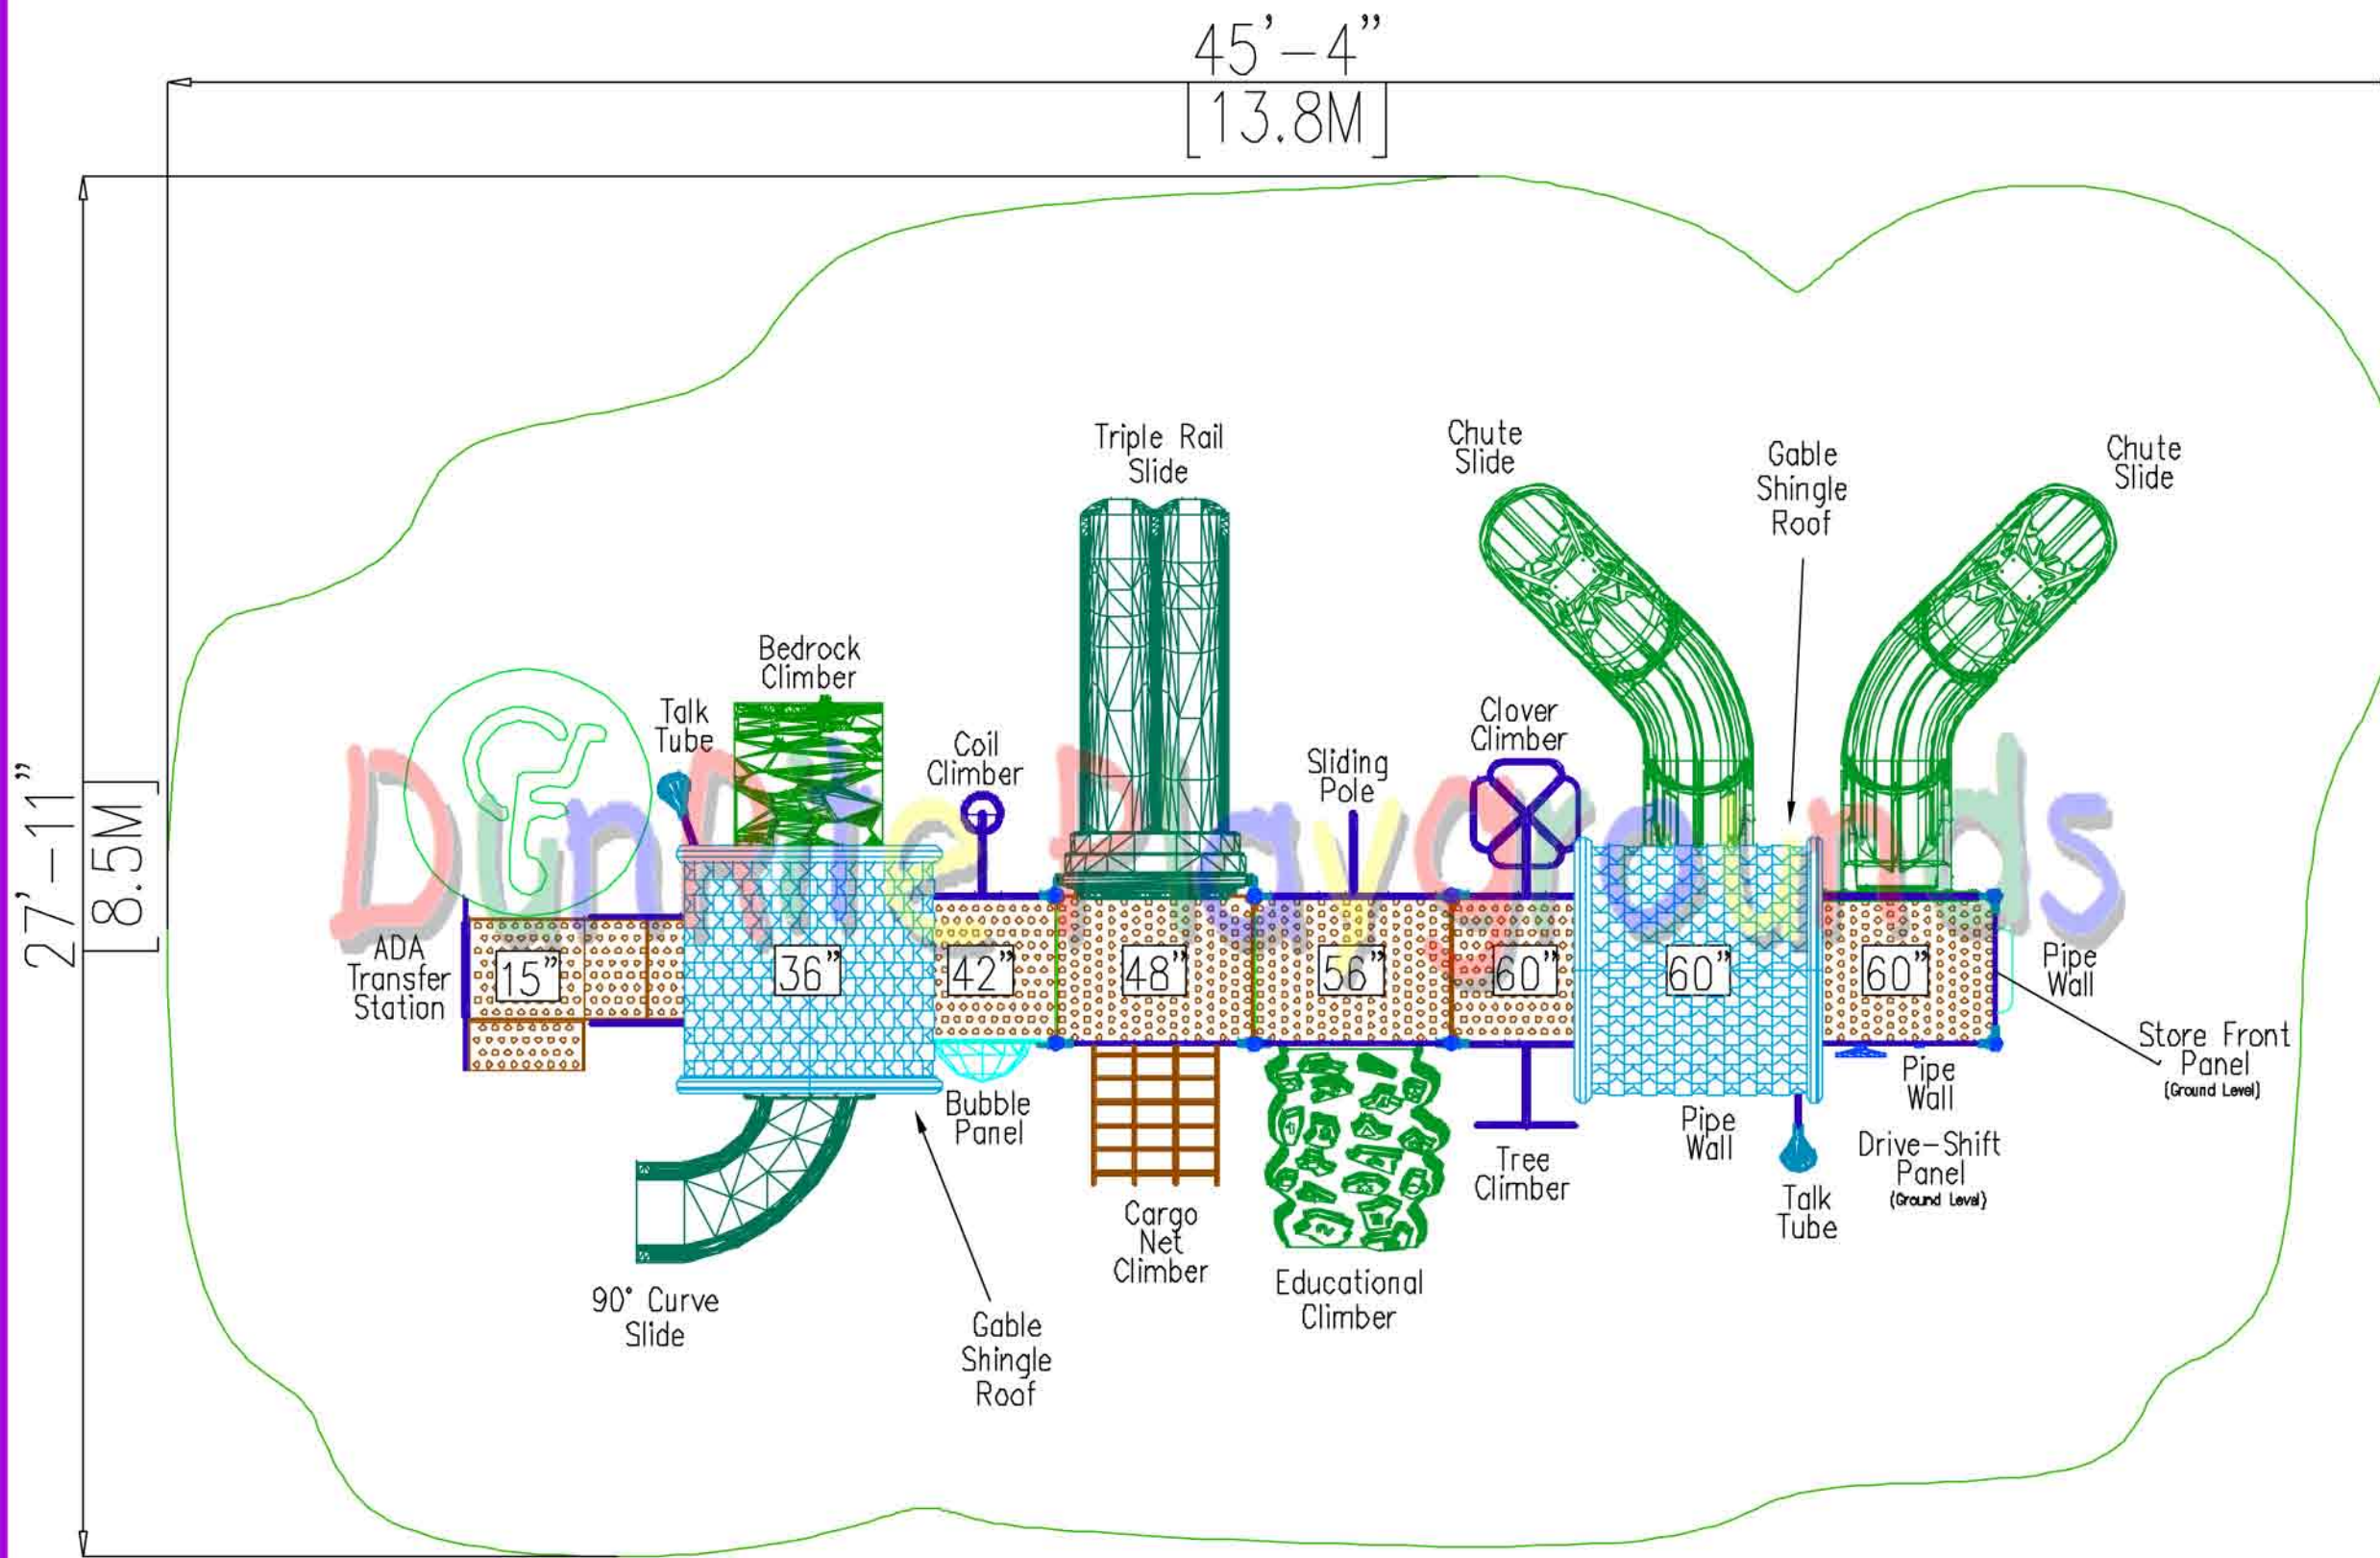 45'-4"
[13.8M]
27'-11"
[8.5M]
Triple Rail
Slide
Chute
Slide
Gable
Shingle
Roof
Chute
Slide
Bedrock
Climber
Talk
Tube
Coil
Climber
Sliding
Pole
Clover
Climber
ADA
Transfer
Station
15"
36"
42"
48"
56"
60"
60"
60"
Pipe
Wall
Store Front
Panel
(Ground Level)
Bubble
Panel
Pipe
Wall
Pipe
Wall
Drive-Shift
Panel
(Ground Level)
Tree
Climber
Talk
Tube
Cargo
Net
Climber
Educational
Climber
90° Curve
Slide
Gable
Shingle
Roof
Playgrounds